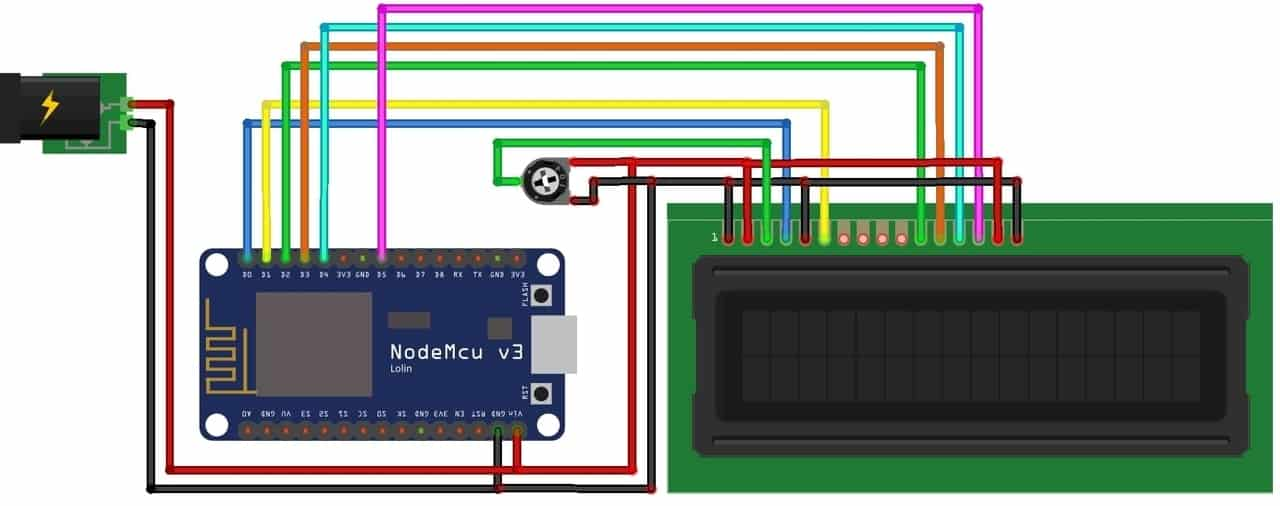 1
D0 D1 D2 D3 D4 3V3 GND D5 D6 D7 D8 RX TX GND 3V3
FLASH
NodeMcu v3
Lolin
RST
A0 GND VU S3 S2 S1 SC S0 SK GND 3V3 EN RST GND Vin